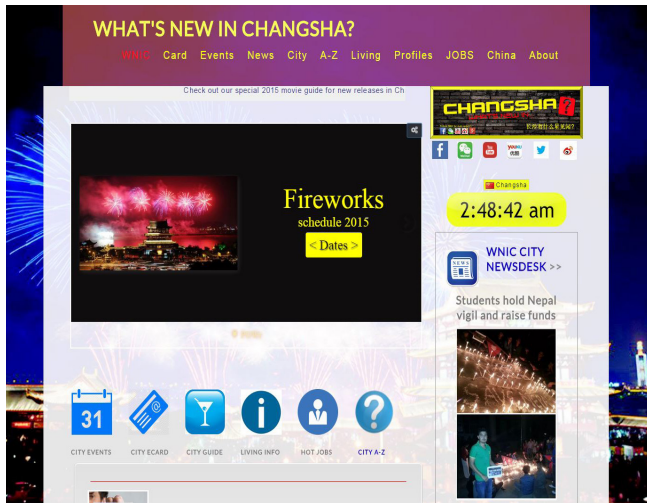 WHAT'S NEW IN CHANGSHA?
WNIC Card Events News City A-Z Living Profiles JOBS China About
Check out our special 2015 movie guide for new releases in Ch
CHANGSHA?
Fireworks
schedule 2015
< Dates >
Changsha
2:48:42 am
NEWS
WNIC CITY
NEWSDESK >>
Students hold Nepal
vigil and raise funds
31
CITY EVENTS CITY ECARD CITY GUIDE LIVING INFO HOT JOBS CITY A-Z